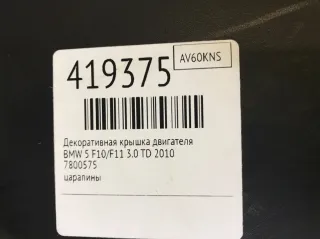 419375
AV60KNS
Декоративная крышка двигателя
BMW 5 F10/F11 3.0 TD 2010
7800575
царапины